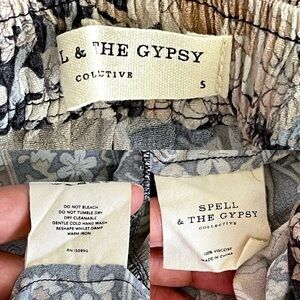 L & THE GYPSY
COLLECTIVE
S
DO NOT BLEACH
DO NOT TUMBLE DRY
DRY CLEANABLE
GENTLE COLD HAND WASH
RESHAPE WHILST DAMP
WARM IRON
RN 150890
SPELL
& THE GYPSY
COLLECTIVE
100% VISCOSE
MADE IN CHINA